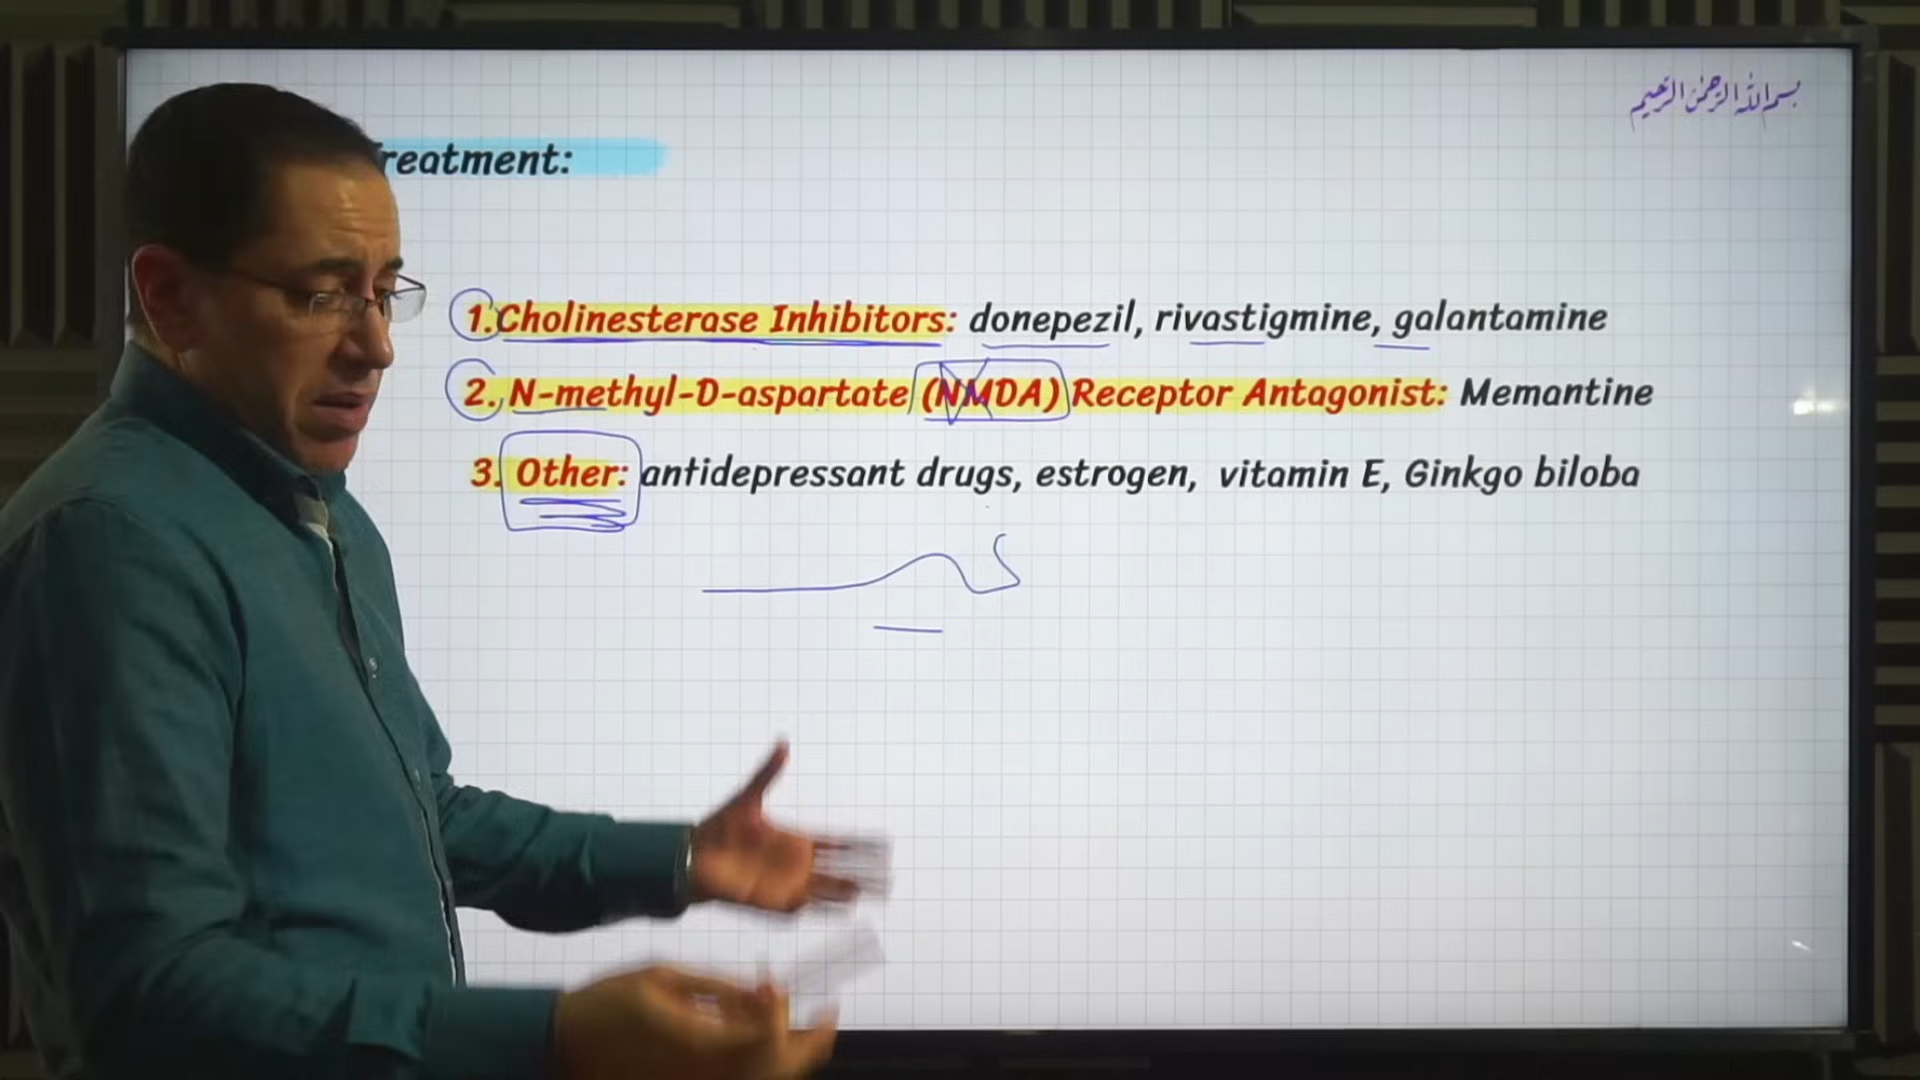 بسم الله الرحمن الرحيم
reatment:
1. Cholinesterase Inhibitors: donepezil, rivastigmine, galantamine
2. N-methyl-D-aspartate (NMDA) Receptor Antagonist: Memantine
3. Other: antidepressant drugs, estrogen, vitamin E, Ginkgo biloba